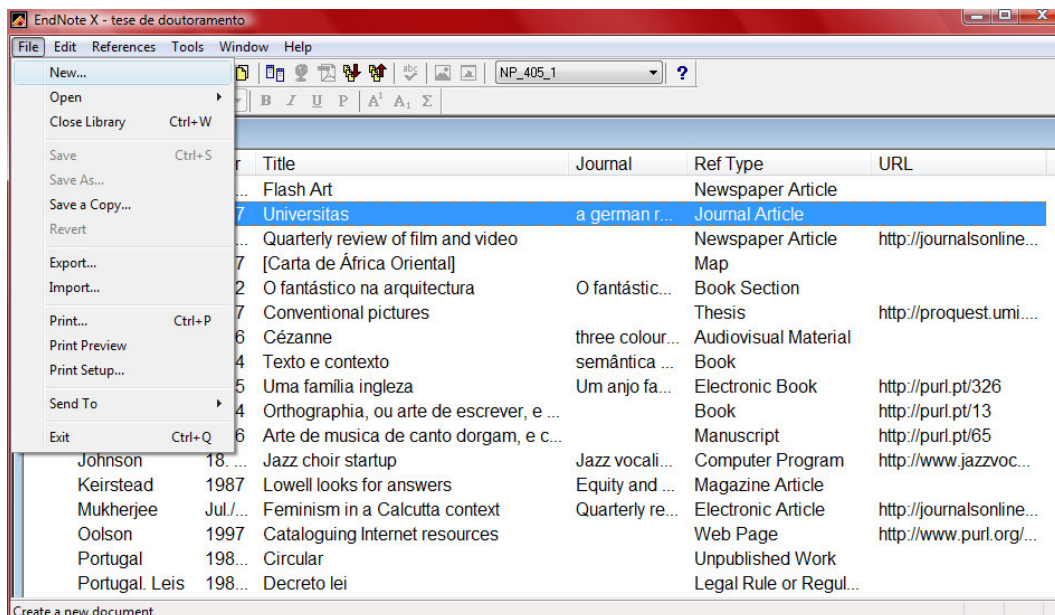 EndNote X - tese de doutoramento
File Edit References Tools Window Help
New...
NP_405_1 ?
Open
B I U P A¹ A₁ Σ
Close Library Ctrl+W
Save Ctrl+S
r Title Journal Ref Type URL
Save As...
... Flash Art Newspaper Article
Save a Copy...
7 Universitas a german r... Journal Article
Revert
... Quarterly review of film and video Newspaper Article http://journalsonline...
Export...
7 [Carta de África Oriental] Map
Import...
2 O fantástico na arquitectura O fantástic... Book Section
Print... Ctrl+P
7 Conventional pictures Thesis http://proquest.umi....
Print Preview
6 Cézanne three colour... Audiovisual Material
Print Setup...
4 Texto e contexto semântica ... Book
5 Uma família ingleza Um anjo fa... Electronic Book http://purl.pt/326
Send To
4 Orthographia, ou arte de escrever, e ... Book http://purl.pt/13
Exit Ctrl+Q
6 Arte de musica de canto dorgam, e c... Manuscript http://purl.pt/65
Johnson 18. ... Jazz choir startup Jazz vocali... Computer Program http://www.jazzvoc...
Keirstead 1987 Lowell looks for answers Equity and ... Magazine Article
Mukherjee Jul./... Feminism in a Calcutta context Quarterly re... Electronic Article http://journalsonline...
Oolson 1997 Cataloguing Internet resources Web Page http://www.purl.org/...
Portugal 198... Circular Unpublished Work
Portugal. Leis 198... Decreto lei Legal Rule or Regul...
Create a new document